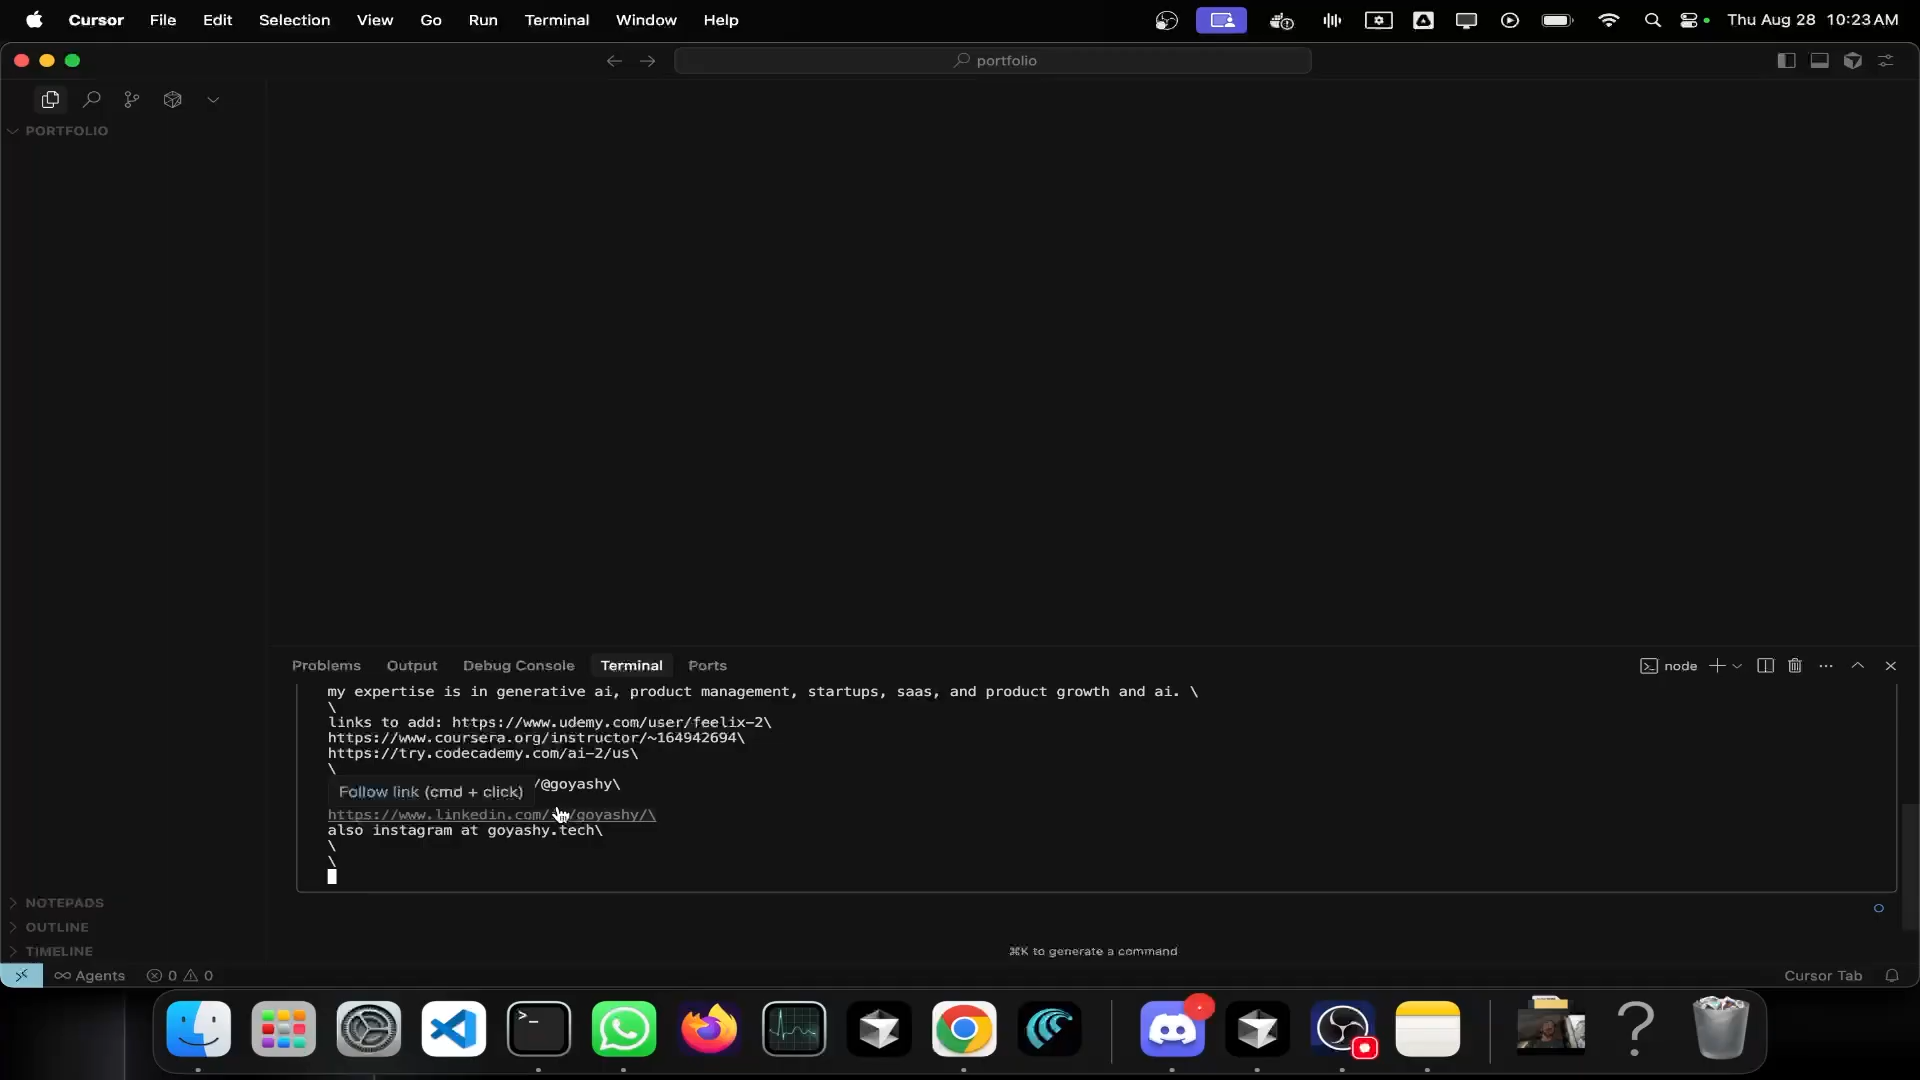 Cursor File Edit Selection View Go Run Terminal Window Help Thu Aug 28 10:23 AM
portfolio
PORTFOLIO
Problems Output Debug Console Terminal Ports node
my expertise is in generative ai, product management, startups, saas, and product growth and ai. \
\
links to add: https://www.udemy.com/user/feelix-2\
https://www.coursera.org/instructor/~164942694\
https://try.codecademy.com/ai-2/us\
\
/@goyashy\
Follow link (cmd + click)
https://www.linkedin.com/ /goyashy/\
also instagram at goyashy.tech\
\
\
NOTEPADS
OUTLINE
TIMELINE
⌘K to generate a command
Agents 0 0 Cursor Tab
>_